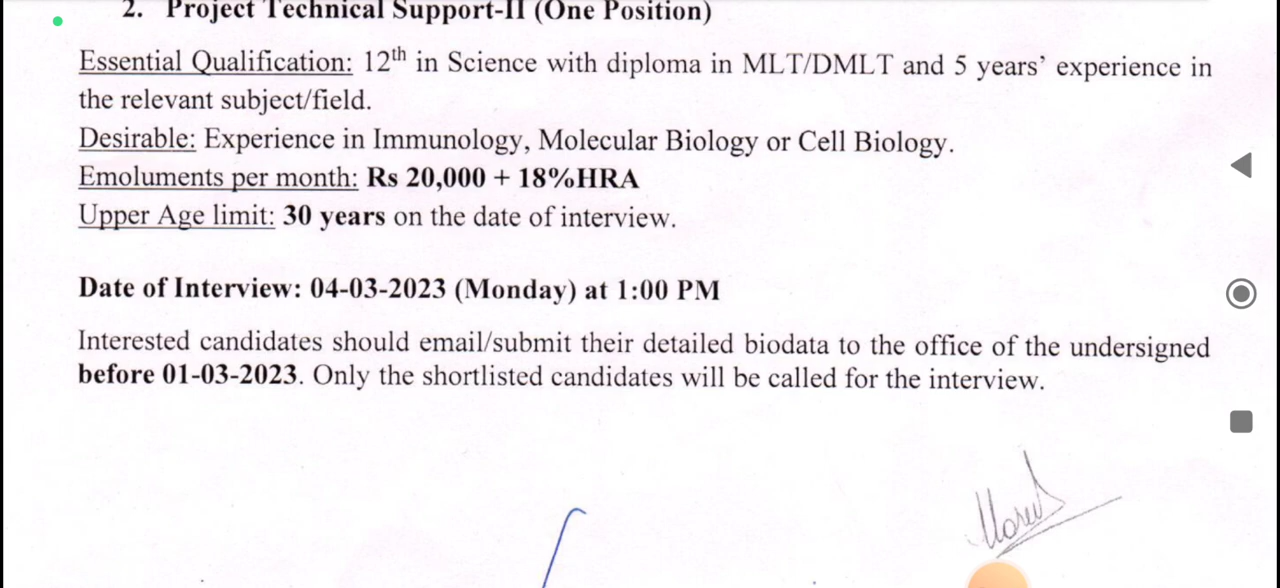 2. Project Technical Support-II (One Position)
Essential Qualification: 12th in Science with diploma in MLT/DMLT and 5 years’ experience in
the relevant subject/field.
Desirable: Experience in Immunology, Molecular Biology or Cell Biology.
Emoluments per month: Rs 20,000 + 18%HRA
Upper Age limit: 30 years on the date of interview.
Date of Interview: 04-03-2023 (Monday) at 1:00 PM
Interested candidates should email/submit their detailed biodata to the office of the undersigned
before 01-03-2023. Only the shortlisted candidates will be called for the interview.